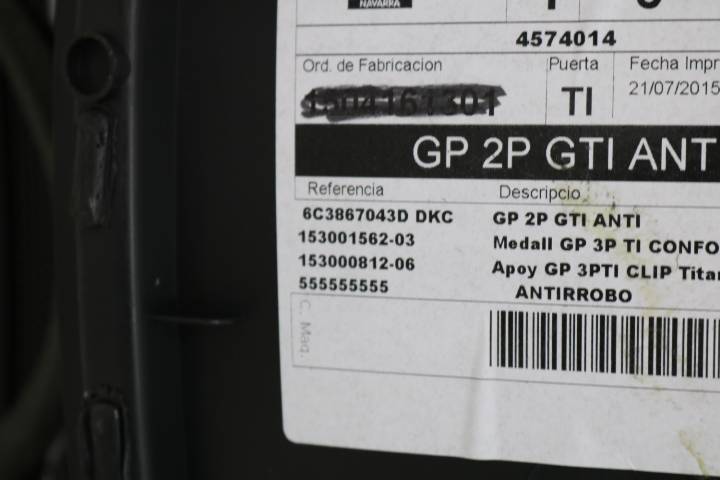 NAVARRA
4574014
Ord. de Fabricacion Puerta Fecha Impr
1504161301 TI 21/07/2015
GP 2P GTI ANT
Referencia Descripcio
6C3867043D DKC GP 2P GTI ANTI
153001562-03 Medall GP 3P TI CONFO
153000812-06 Apoy GP 3PTI CLIP Tita
555555555 ANTIRROBO
C. Maq.